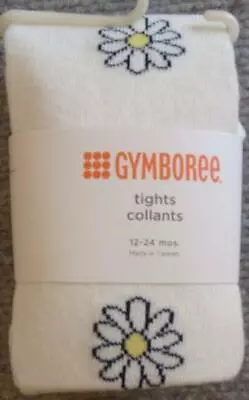 GYMBOREE
tights
collants
12-24 mos.
Made in Taiwan